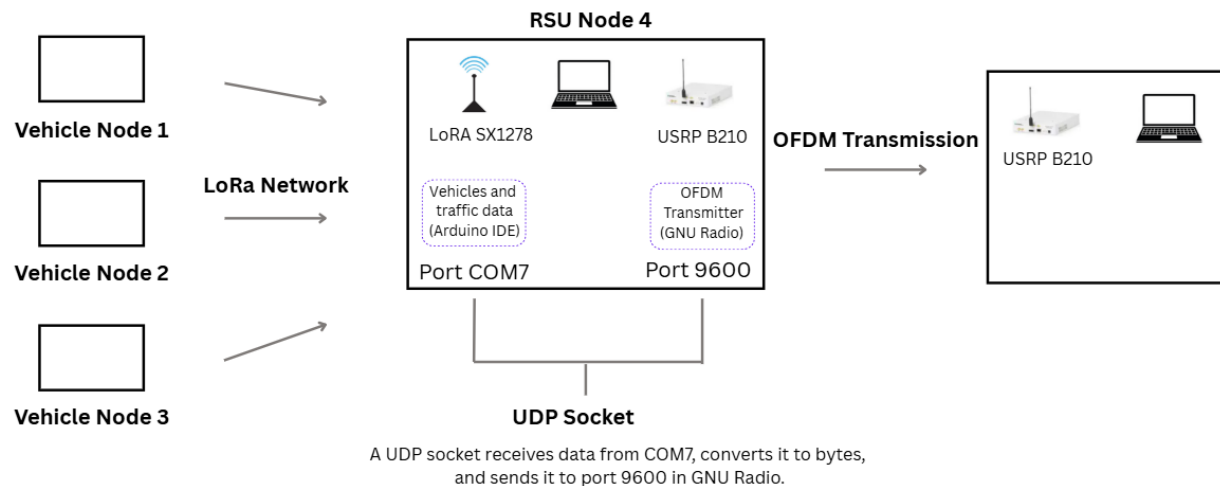 RSU Node 4
Vehicle Node 1
LoRa Network
Vehicle Node 2
Vehicle Node 3
LoRA SX1278
USRP B210
Vehicles and
traffic data
(Arduino IDE)
OFDM
Transmitter
(GNU Radio)
Port COM7
Port 9600
OFDM Transmission
USRP B210
UDP Socket
A UDP socket receives data from COM7, converts it to bytes,
and sends it to port 9600 in GNU Radio.